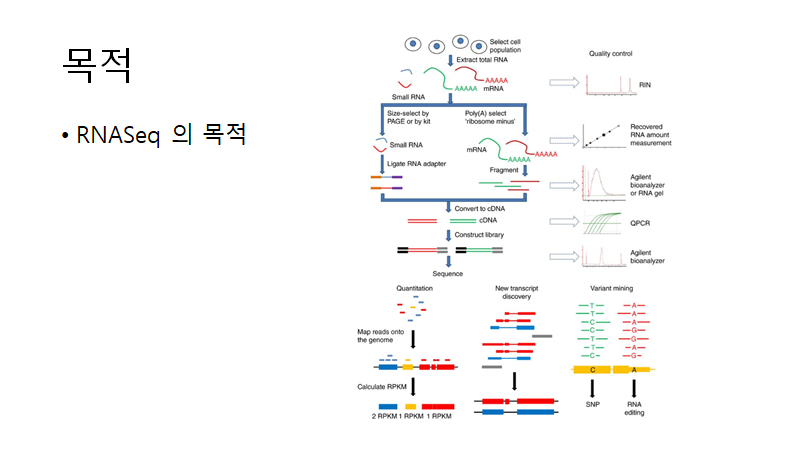 목적
• RNASeq 의 목적
Select cell
population
Extract total RNA
Quality control
AAAAA
AAAAA
mRNA
Small RNA
RIN
Size-select by
PAGE or by kit
Poly(A) select
'ribosome minus'
Recovered
RNA amount
measurement
Small RNA
mRNA
AAAAA
AAAAA
Ligate RNA adapter
Fragment
Agilent
bioanalyzer
or RNA gel
Convert to cDNA
cDNA
QPCR
Construct library
Agilent
bioanalyzer
Sequence
Quantitation
New transcript
discovery
Variant mining
T A
T A
C A
C G
T G
T A
C G
Map reads onto
the genome
C A
Calculate RPKM
SNP
RNA
editing
2 RPKM 1 RPKM 1 RPKM